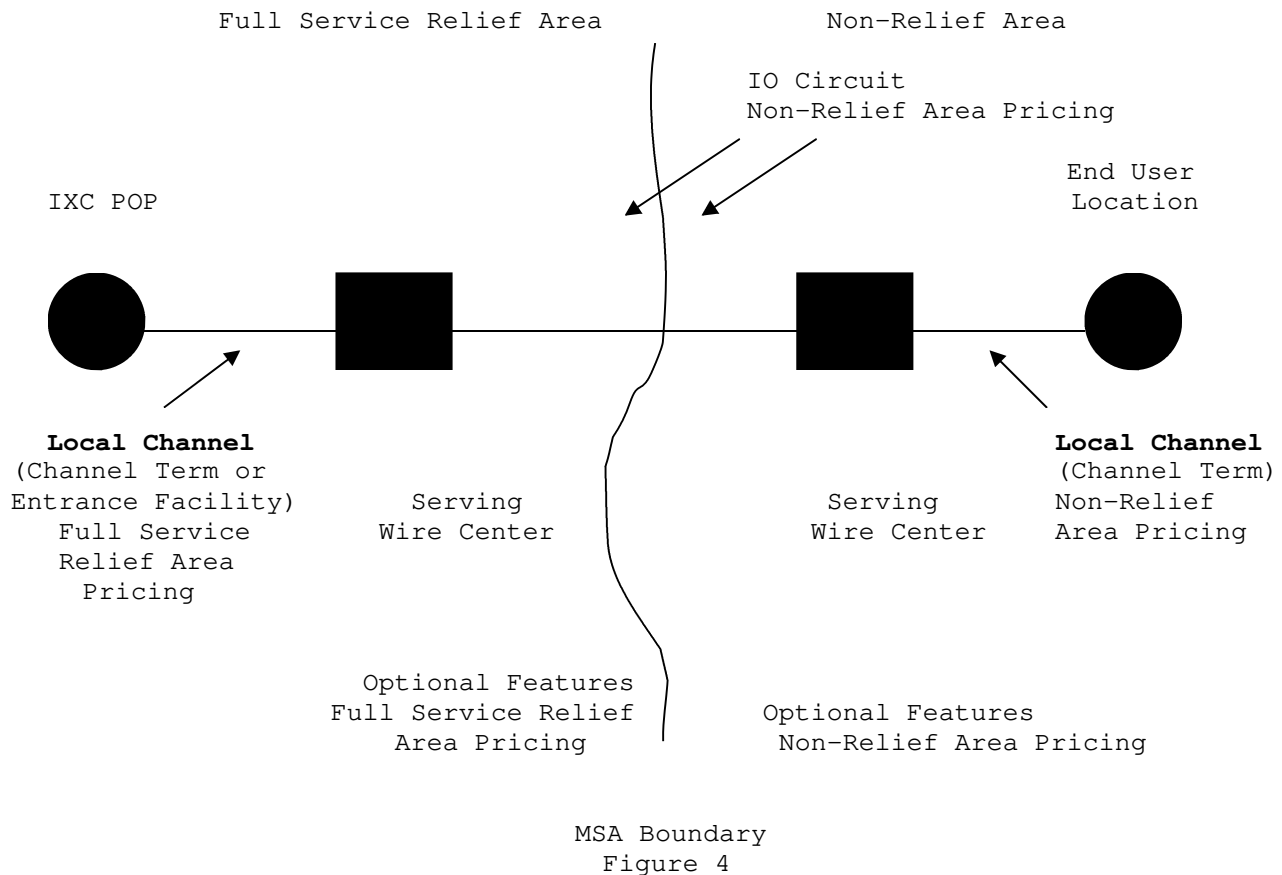 Full Service Relief Area
Non-Relief Area
IO Circuit
Non-Relief Area Pricing
End User
Location
IXC POP
Local Channel
(Channel Term or
Entrance Facility)
Full Service
Relief Area
Pricing
Serving
Wire Center
Serving
Wire Center
Local Channel
(Channel Term)
Non-Relief
Area Pricing
Optional Features
Full Service Relief
Area Pricing
Optional Features
Non-Relief Area Pricing
MSA Boundary
Figure 4